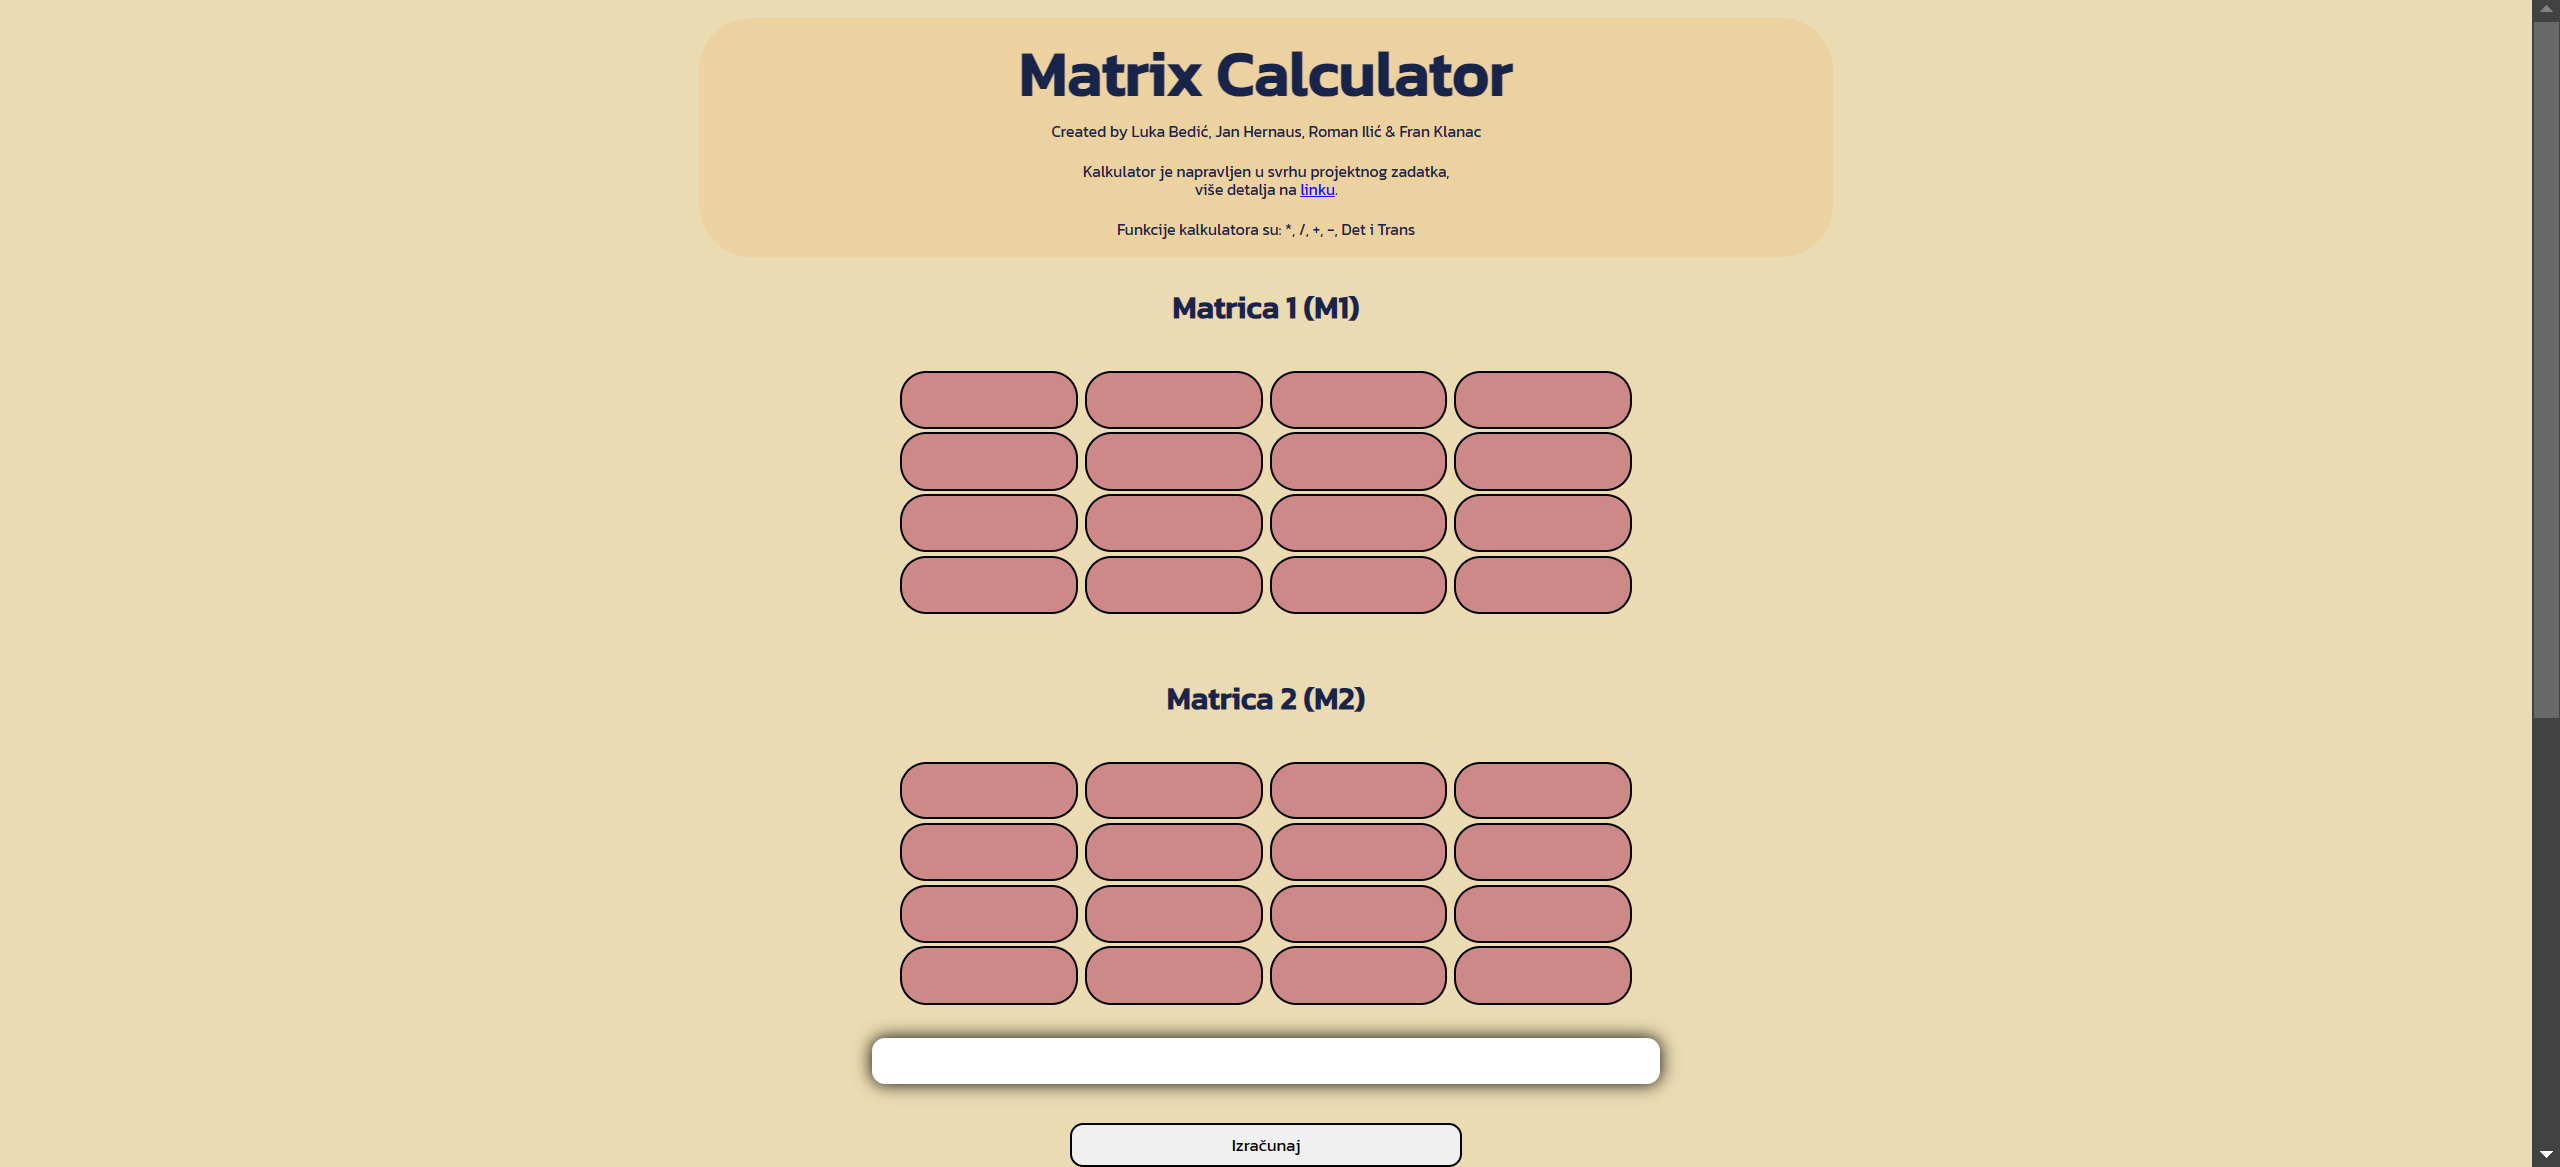 Matrix Calculator
Created by Luka Bedić, Jan Hernaus, Roman Ilić & Fran Klanac
Kalkulator je napravljen u svrhu projektnog zadatka,
više detalja na linku.
Funkcije kalkulatora su: *, /, +, -, Det i Trans
Matrica 1 (M1)
Matrica 2 (M2)
Izračunaj